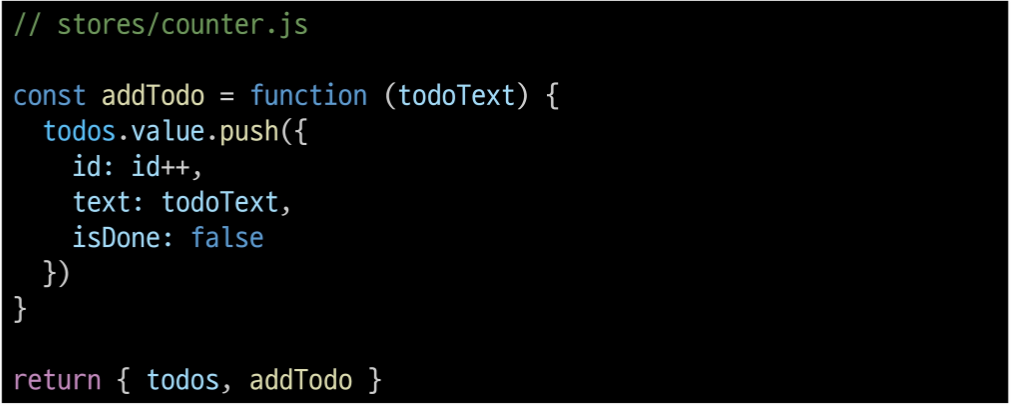 // stores/counter.js

const addTodo = function (todoText) {
  todos.value.push({
    id: id++,
    text: todoText,
    isDone: false
  })
}

return { todos, addTodo }